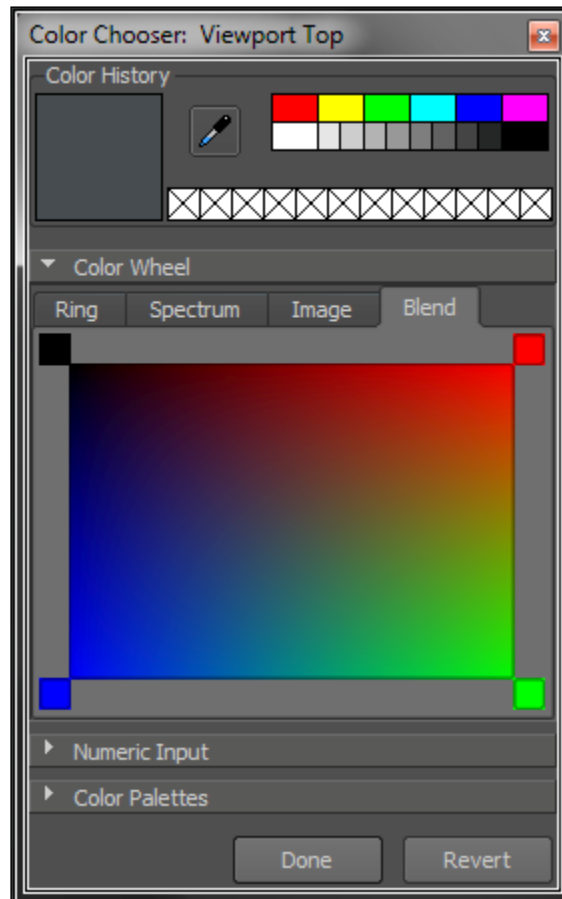 Color Chooser: Viewport Top
Color History
Color Wheel
Ring Spectrum Image Blend
Numeric Input
Color Palettes
Done Revert